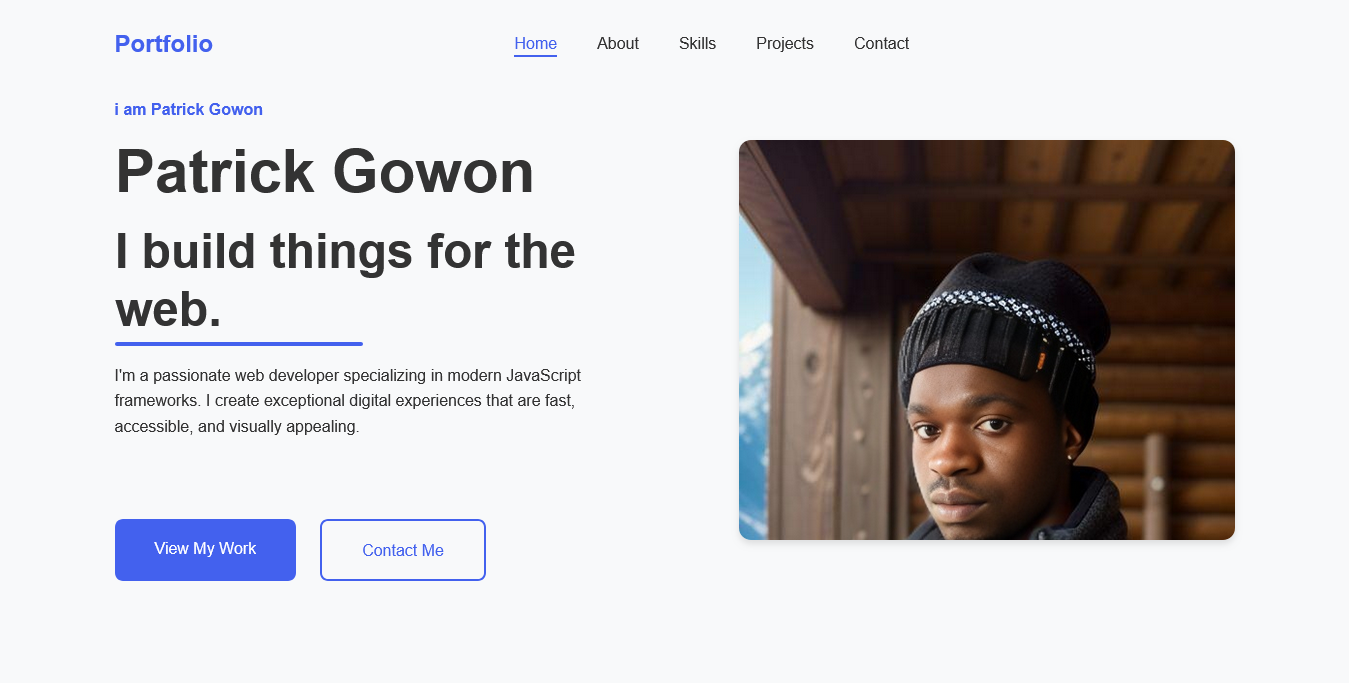 Portfolio
Home About Skills Projects Contact
i am Patrick Gowon
Patrick Gowon
I build things for the
web.
I'm a passionate web developer specializing in modern JavaScript
frameworks. I create exceptional digital experiences that are fast,
accessible, and visually appealing.
View My Work
Contact Me